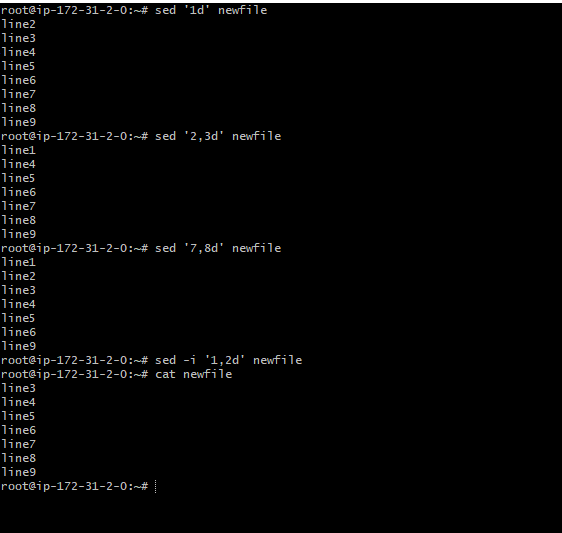 root@ip-172-31-2-0:~# sed '1d' newfile
line2
line3
line4
line5
line6
line7
line8
line9
root@ip-172-31-2-0:~# sed '2,3d' newfile
line1
line4
line5
line6
line7
line8
line9
root@ip-172-31-2-0:~# sed '7,8d' newfile
line1
line2
line3
line4
line5
line6
line9
root@ip-172-31-2-0:~# sed -i '1,2d' newfile
root@ip-172-31-2-0:~# cat newfile
line3
line4
line5
line6
line7
line8
line9
root@ip-172-31-2-0:~#